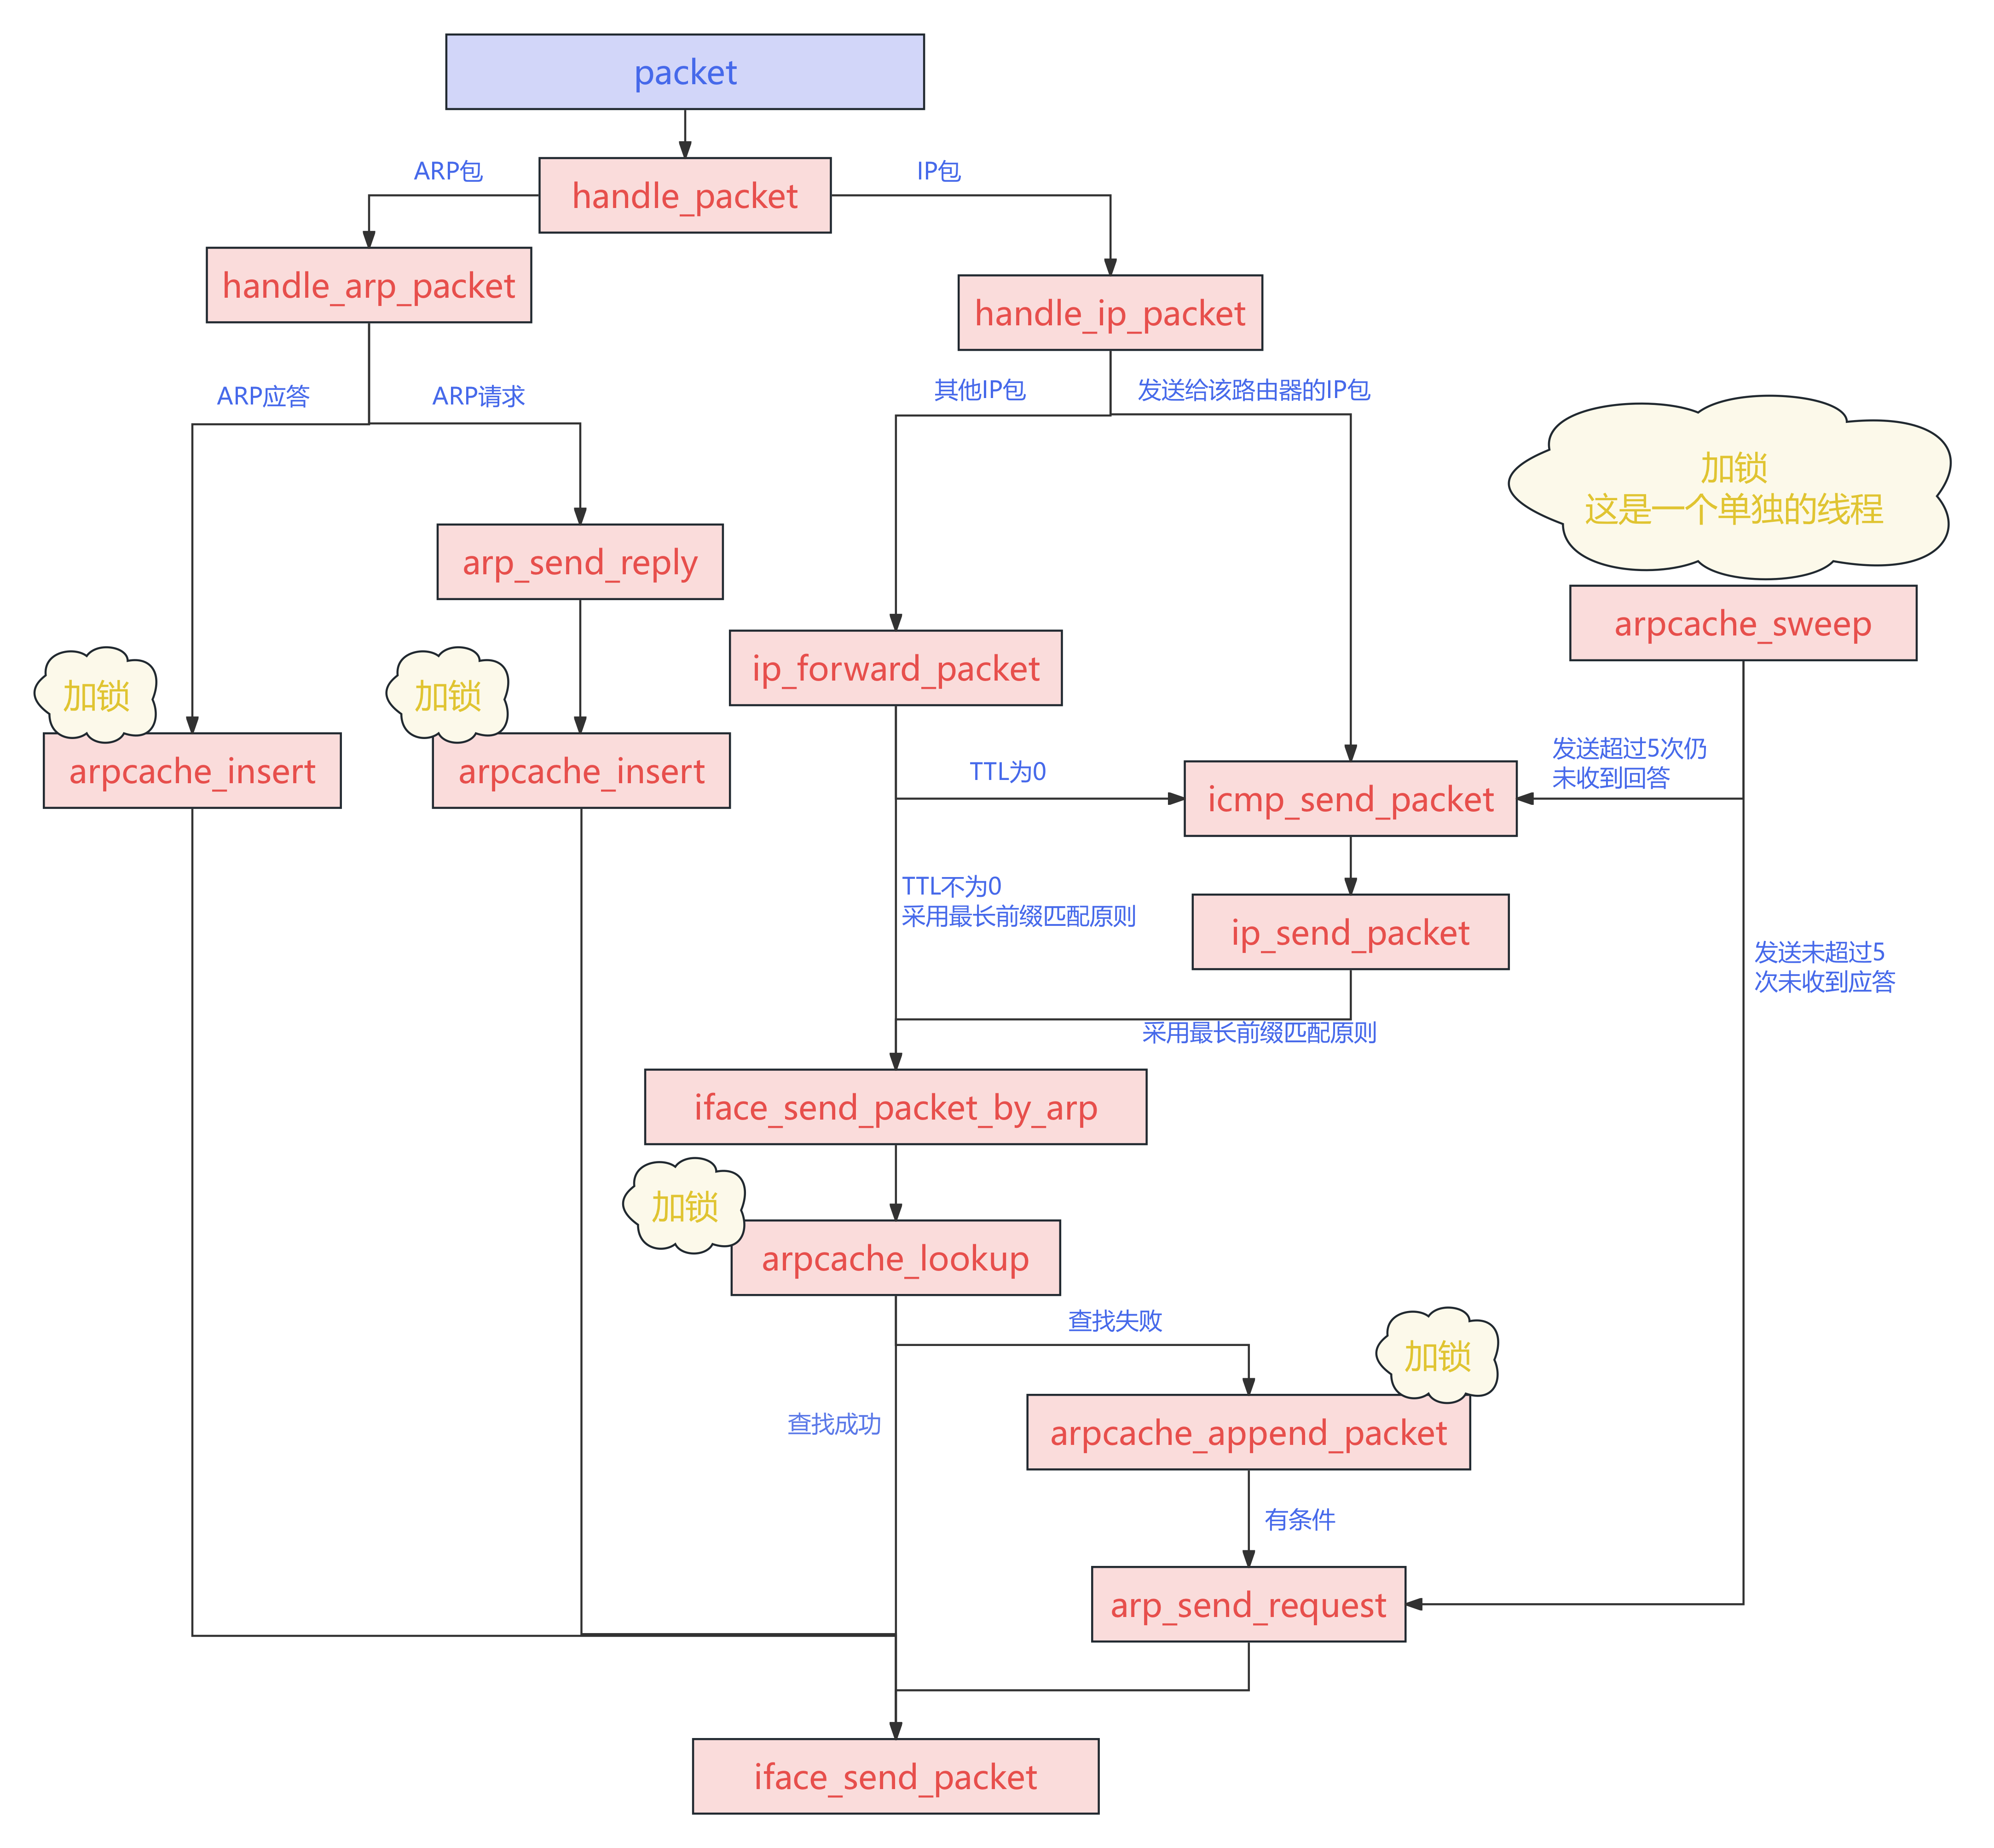 packet
ARP包
IP包
handle_packet
handle_arp_packet
handle_ip_packet
ARP应答
ARP请求
其他IP包
发送给该路由器的IP包
加锁
这是一个单独的线程
arp_send_reply
arpcache_sweep
ip_forward_packet
加锁
加锁
arpcache_insert
arpcache_insert
TTL为0
icmp_send_packet
发送超过5次仍
未收到回答
TTL不为0
采用最长前缀匹配原则
ip_send_packet
发送未超过5
次未收到应答
采用最长前缀匹配原则
iface_send_packet_by_arp
加锁
arpcache_lookup
查找失败
加锁
查找成功
arpcache_append_packet
有条件
arp_send_request
iface_send_packet